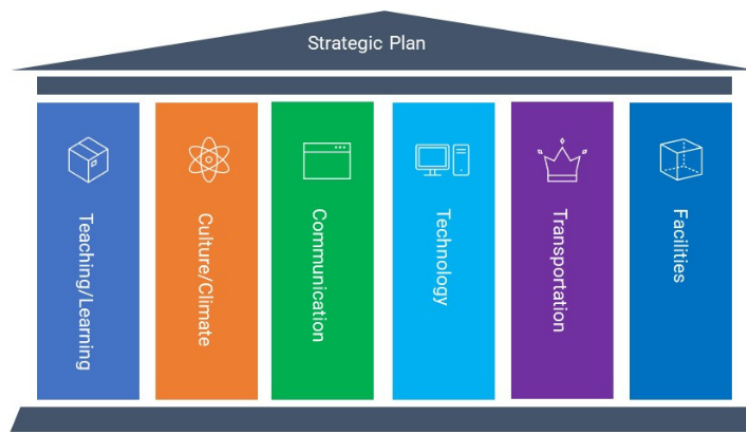 Strategic Plan
Teaching/Learning
Culture/Climate
Communication
Technology
Transportation
Facilities